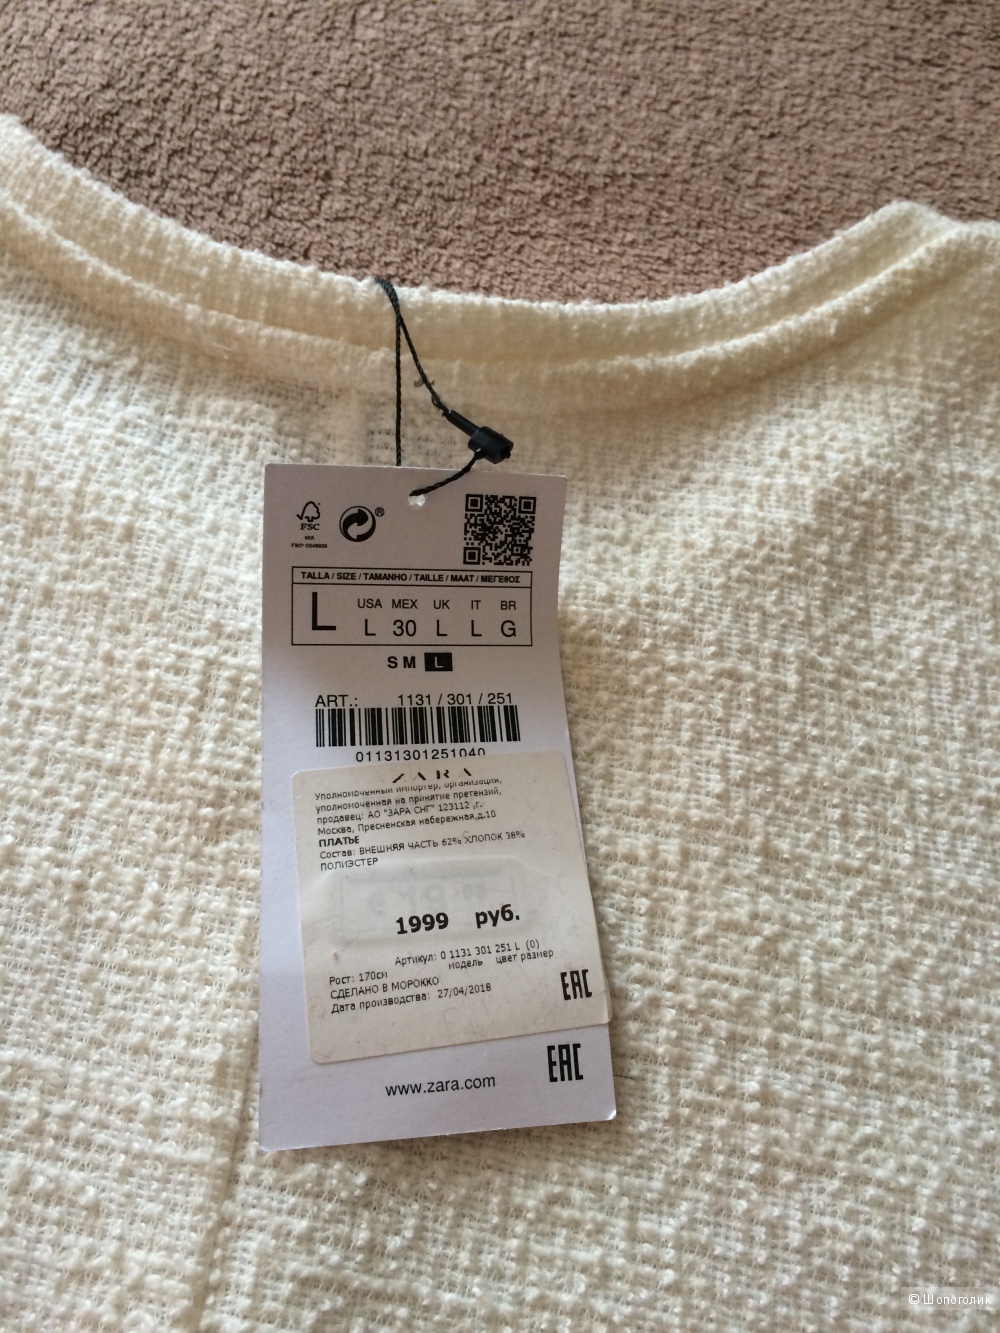 FSC
MIX
®
TALLA / SIZE / TAMANHO / TAILLE / MAAT / ΜΕΓΕΘΟΣ
L
USA MEX UK IT BR
L 30 L L G
S M L
ART.: 1131 / 301 / 251
01131301251040
ZARA
Уполномоченный импортер, организация,
уполномоченная на принятие претензий,
продавец: АО "ЗАРА СНГ" 123112 ,г.
Москва, Пресненская набережная,д.10
ПЛАТЬЕ
Состав: ВНЕШНЯЯ ЧАСТЬ 62% ХЛОПОК 38%
ПОЛИЭСТЕР
1999 руб.
Артикул: 0 1131 301 251 L (0)
модель цвет размер
Рост: 170см
СДЕЛАНО В МОРОККО
Дата производства: 27/04/2018
EAC
EAC
www.zara.com
© Шопоголик